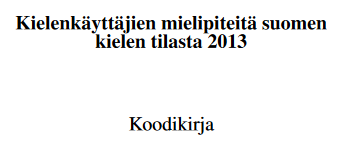 Kielenkäyttäjien mielipiteitä suomen
kielen tilasta 2013
Koodikirja